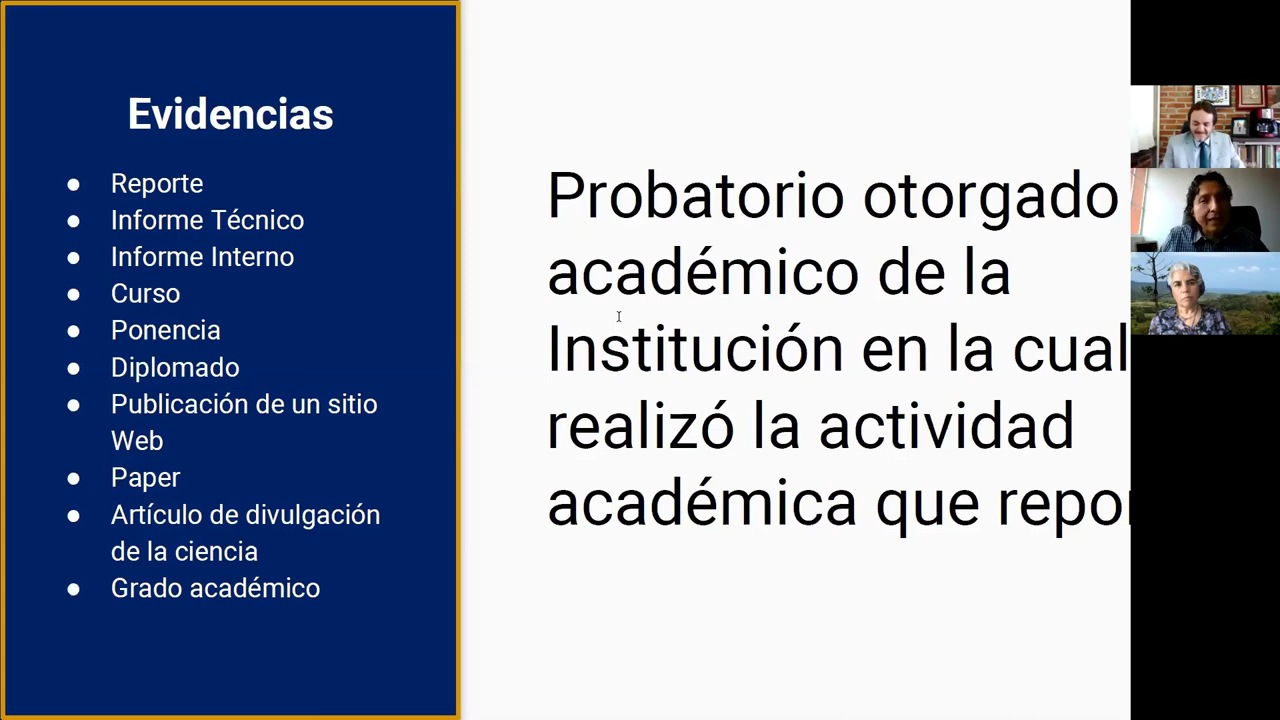 Evidencias
● Reporte
● Informe Técnico
● Informe Interno
● Curso
● Ponencia
● Diplomado
● Publicación de un sitio
Web
● Paper
● Artículo de divulgación
de la ciencia
● Grado académico
Probatorio otorgado
académico de la
Institución en la cual
realizó la actividad
académica que